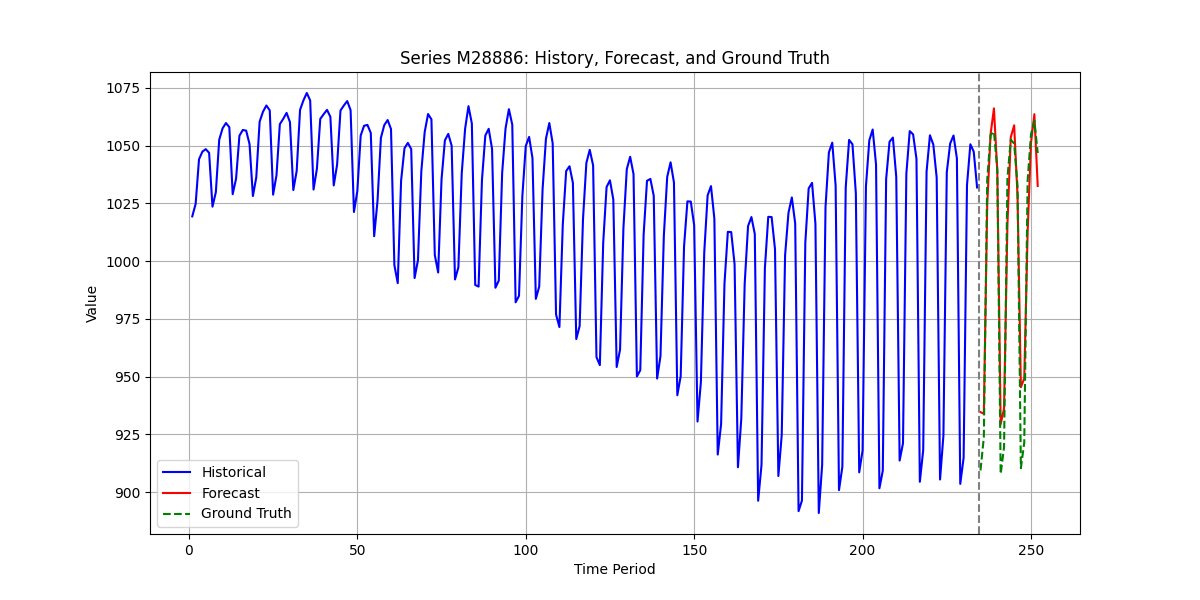 Series M28886: History, Forecast, and Ground Truth
1075
1050
1025
1000
975
950
925
900
Value
Historical
Forecast
Ground Truth
0 50 100 150 200 250
Time Period